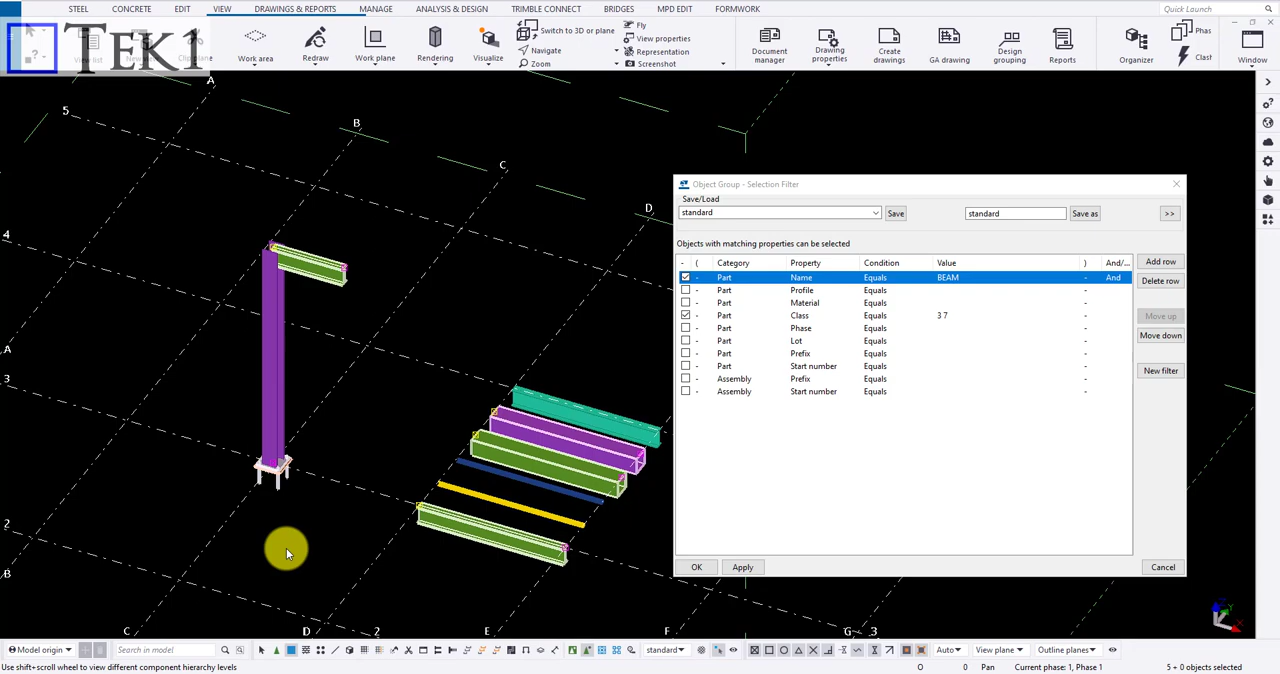 STEEL CONCRETE EDIT VIEW DRAWINGS & REPORTS MANAGE ANALYSIS & DESIGN TRIMBLE CONNECT BRIDGES MPD EDIT FORMWORK Quick Launch
TEK1
Work area
Redraw
Work plane
Rendering
Visualize
Switch to 3D or plane
Navigate
Zoom
Fly
View properties
Representation
Screenshot
Document
manager
Drawing
properties
Create
drawings
GA drawing
Design
grouping
Reports
Organizer
Phas
Clast
Window
5
A
B
C
D
4
A
3
2
B
C
D
2
E
F
G
3
Object Group - Selection Filter
Save/Load
standard Save standard Save as >>
Objects with matching properties can be selected
- ( Category Property Condition Value ) And/...
- Part Name Equals BEAM - And
- Part Profile Equals -
- Part Material Equals -
- Part Class Equals 3 7 -
- Part Phase Equals -
- Part Lot Equals -
- Part Prefix Equals -
- Part Start number Equals -
- Assembly Prefix Equals -
- Assembly Start number Equals -
Add row
Delete row
Move up
Move down
New filter
OK Apply Cancel
Model origin Search in model standard Auto View plane Outline planes
Use shift+scroll wheel to view different component hierarchy levels O 0 Pan Current phase: 1, Phase 1 5 + 0 objects selected